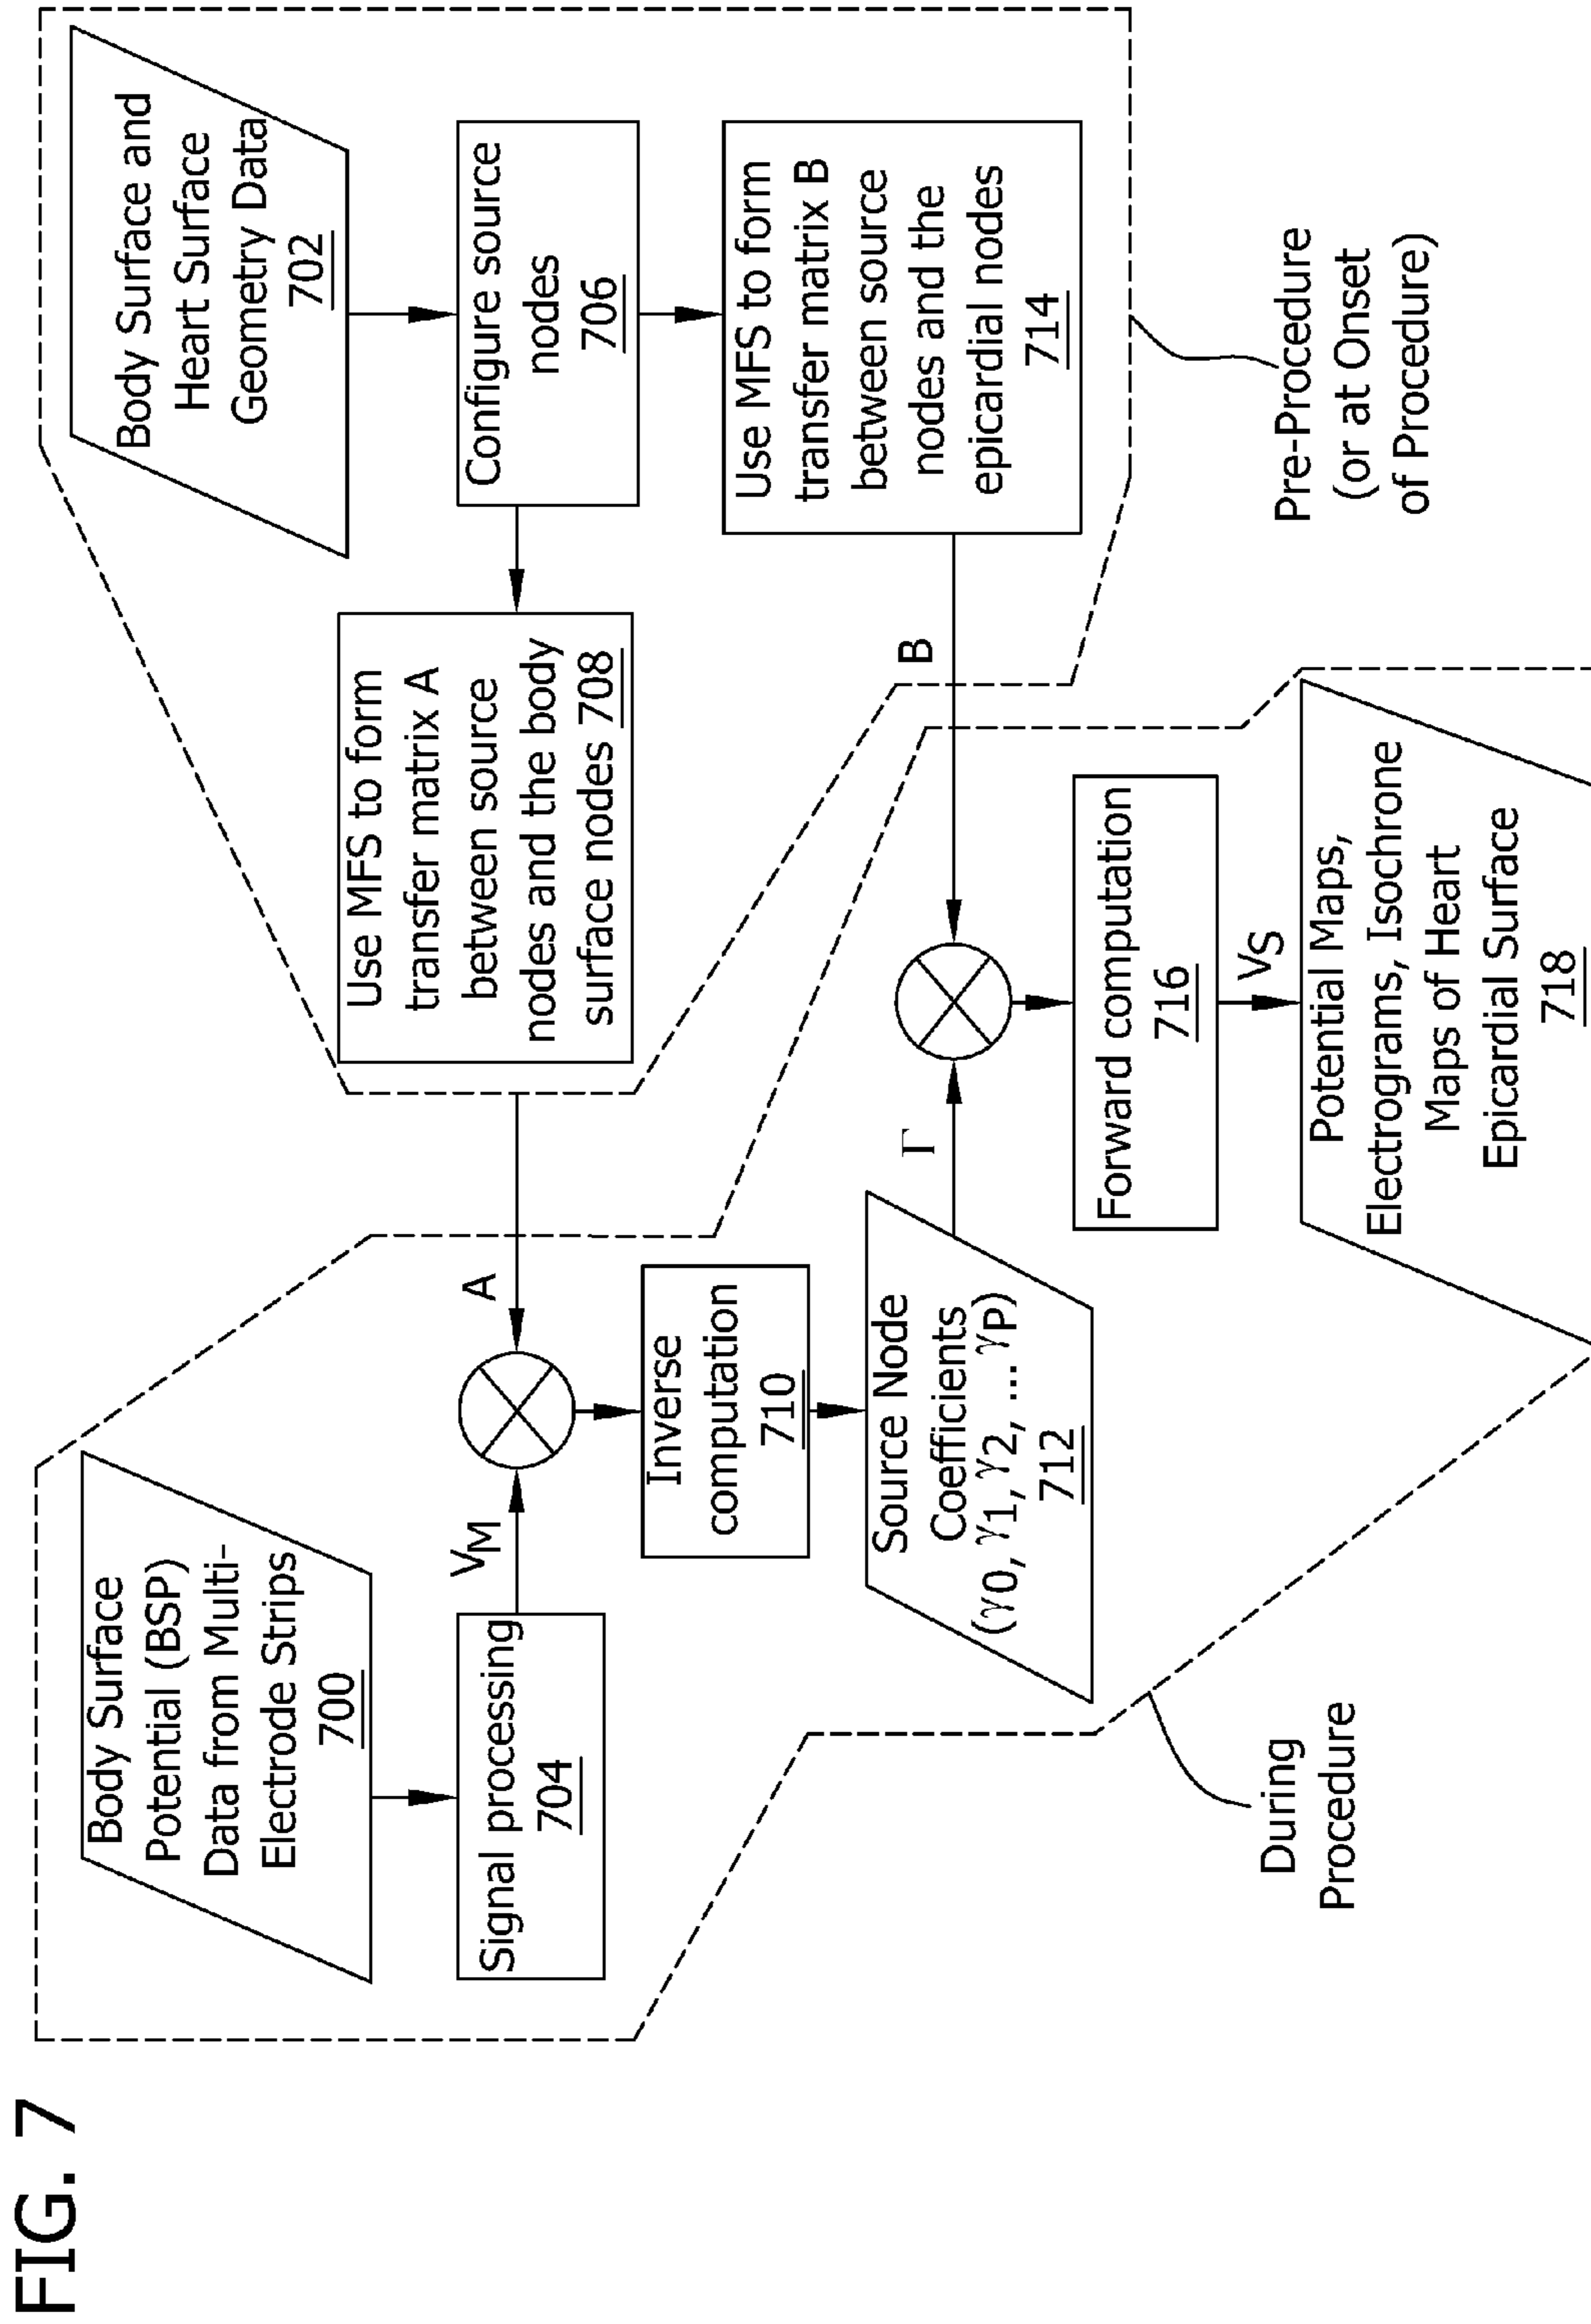 FIG. 7
Body Surface
Potential (BSP)
Data from Multi-
Electrode Strips
700
Signal processing
704
VM
A
Inverse
computation
710
Source Node
Coefficients
(γ0, γ1, γ2, ... γP)
712
Γ
Body Surface and
Heart Surface
Geometry Data
702
Configure source
nodes
706
Use MFS to form
transfer matrix A
between source
nodes and the body
surface nodes 708
Use MFS to form
transfer matrix B
between source
nodes and the
epicardial nodes
714
B
Forward computation
716
VS
Potential Maps,
Electrograms, Isochrone
Maps of Heart
Epicardial Surface
718
During
Procedure
Pre-Procedure
(or at Onset
of Procedure)